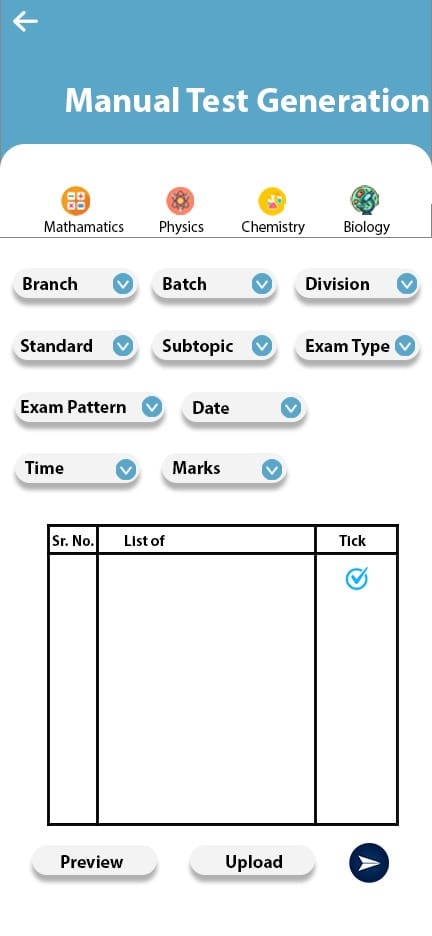 Manual Test Generation
Mathamatics Physics Chemistry Biology
Branch Batch Division
Standard Subtopic Exam Type
Exam Pattern Date
Time Marks
Sr. No. List of Tick
Preview Upload